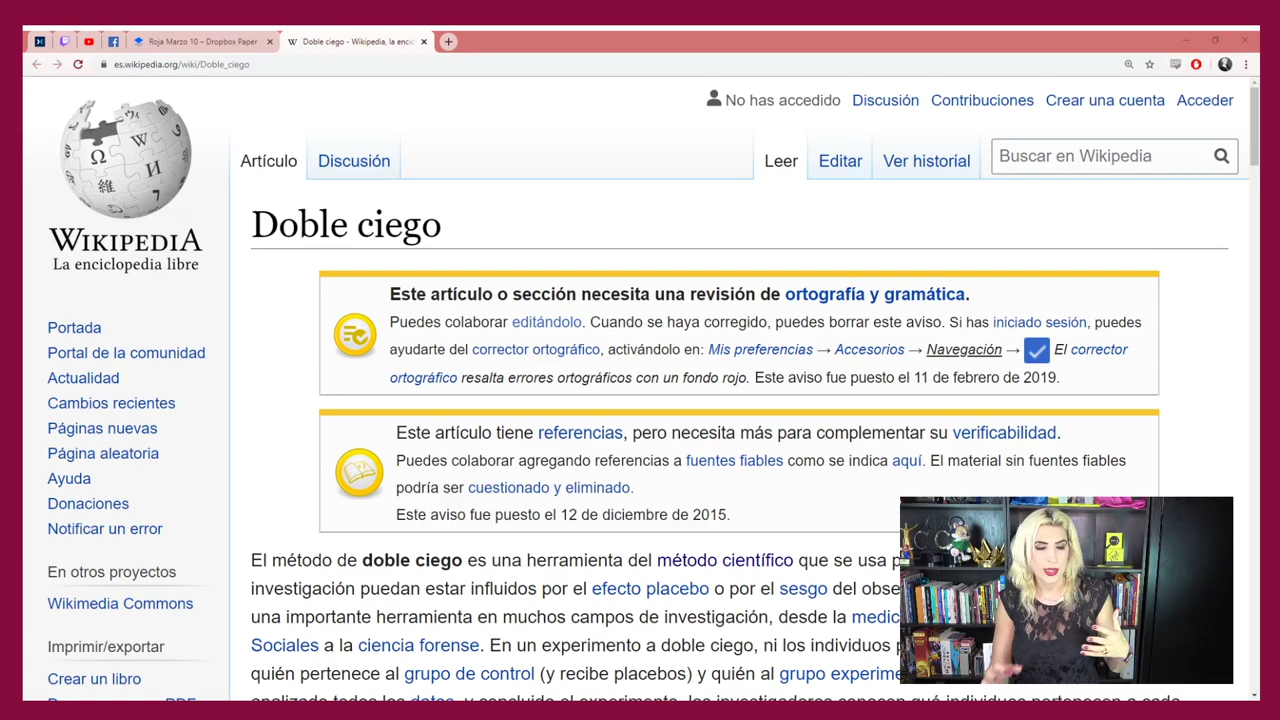 Roja Marzo 10 – Dropbox Paper
Doble ciego - Wikipedia, la enci
es.wikipedia.org/wiki/Doble_ciego
No has accedido Discusión Contribuciones Crear una cuenta Acceder
Artículo Discusión Leer Editar Ver historial Buscar en Wikipedia
WIKIPEDIA
La enciclopedia libre
Portada
Portal de la comunidad
Actualidad
Cambios recientes
Páginas nuevas
Página aleatoria
Ayuda
Donaciones
Notificar un error
En otros proyectos
Wikimedia Commons
Imprimir/exportar
Crear un libro
Doble ciego
Este artículo o sección necesita una revisión de ortografía y gramática.
Puedes colaborar editándolo. Cuando se haya corregido, puedes borrar este aviso. Si has iniciado sesión, puedes
ayudarte del corrector ortográfico, activándolo en: Mis preferencias → Accesorios → Navegación → El corrector
ortográfico resalta errores ortográficos con un fondo rojo. Este aviso fue puesto el 11 de febrero de 2019.
Este artículo tiene referencias, pero necesita más para complementar su verificabilidad.
Puedes colaborar agregando referencias a fuentes fiables como se indica aquí. El material sin fuentes fiables
podría ser cuestionado y eliminado.
Este aviso fue puesto el 12 de diciembre de 2015.
El método de doble ciego es una herramienta del método científico que se usa p
investigación puedan estar influidos por el efecto placebo o por el sesgo del obse
una importante herramienta en muchos campos de investigación, desde la medic
Sociales a la ciencia forense. En un experimento a doble ciego, ni los individuos p
quién pertenece al grupo de control (y recibe placebos) y quién al grupo experime